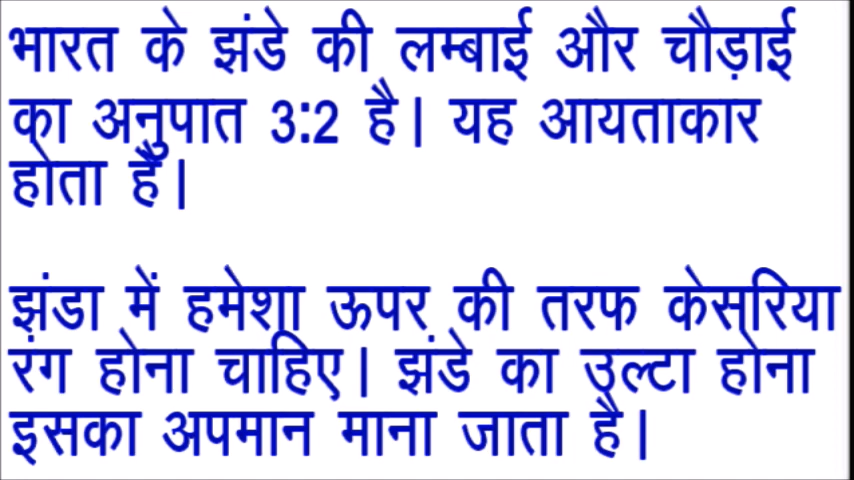 भारत के झंडे की लम्बाई और चौड़ाई
का अनुपात 3:2 है| यह आयताकार
होता है|
झंडा में हमेशा ऊपर की तरफ केसरिया
रंग होना चाहिए| झंडे का उल्टा होना
इसका अपमान माना जाता है|